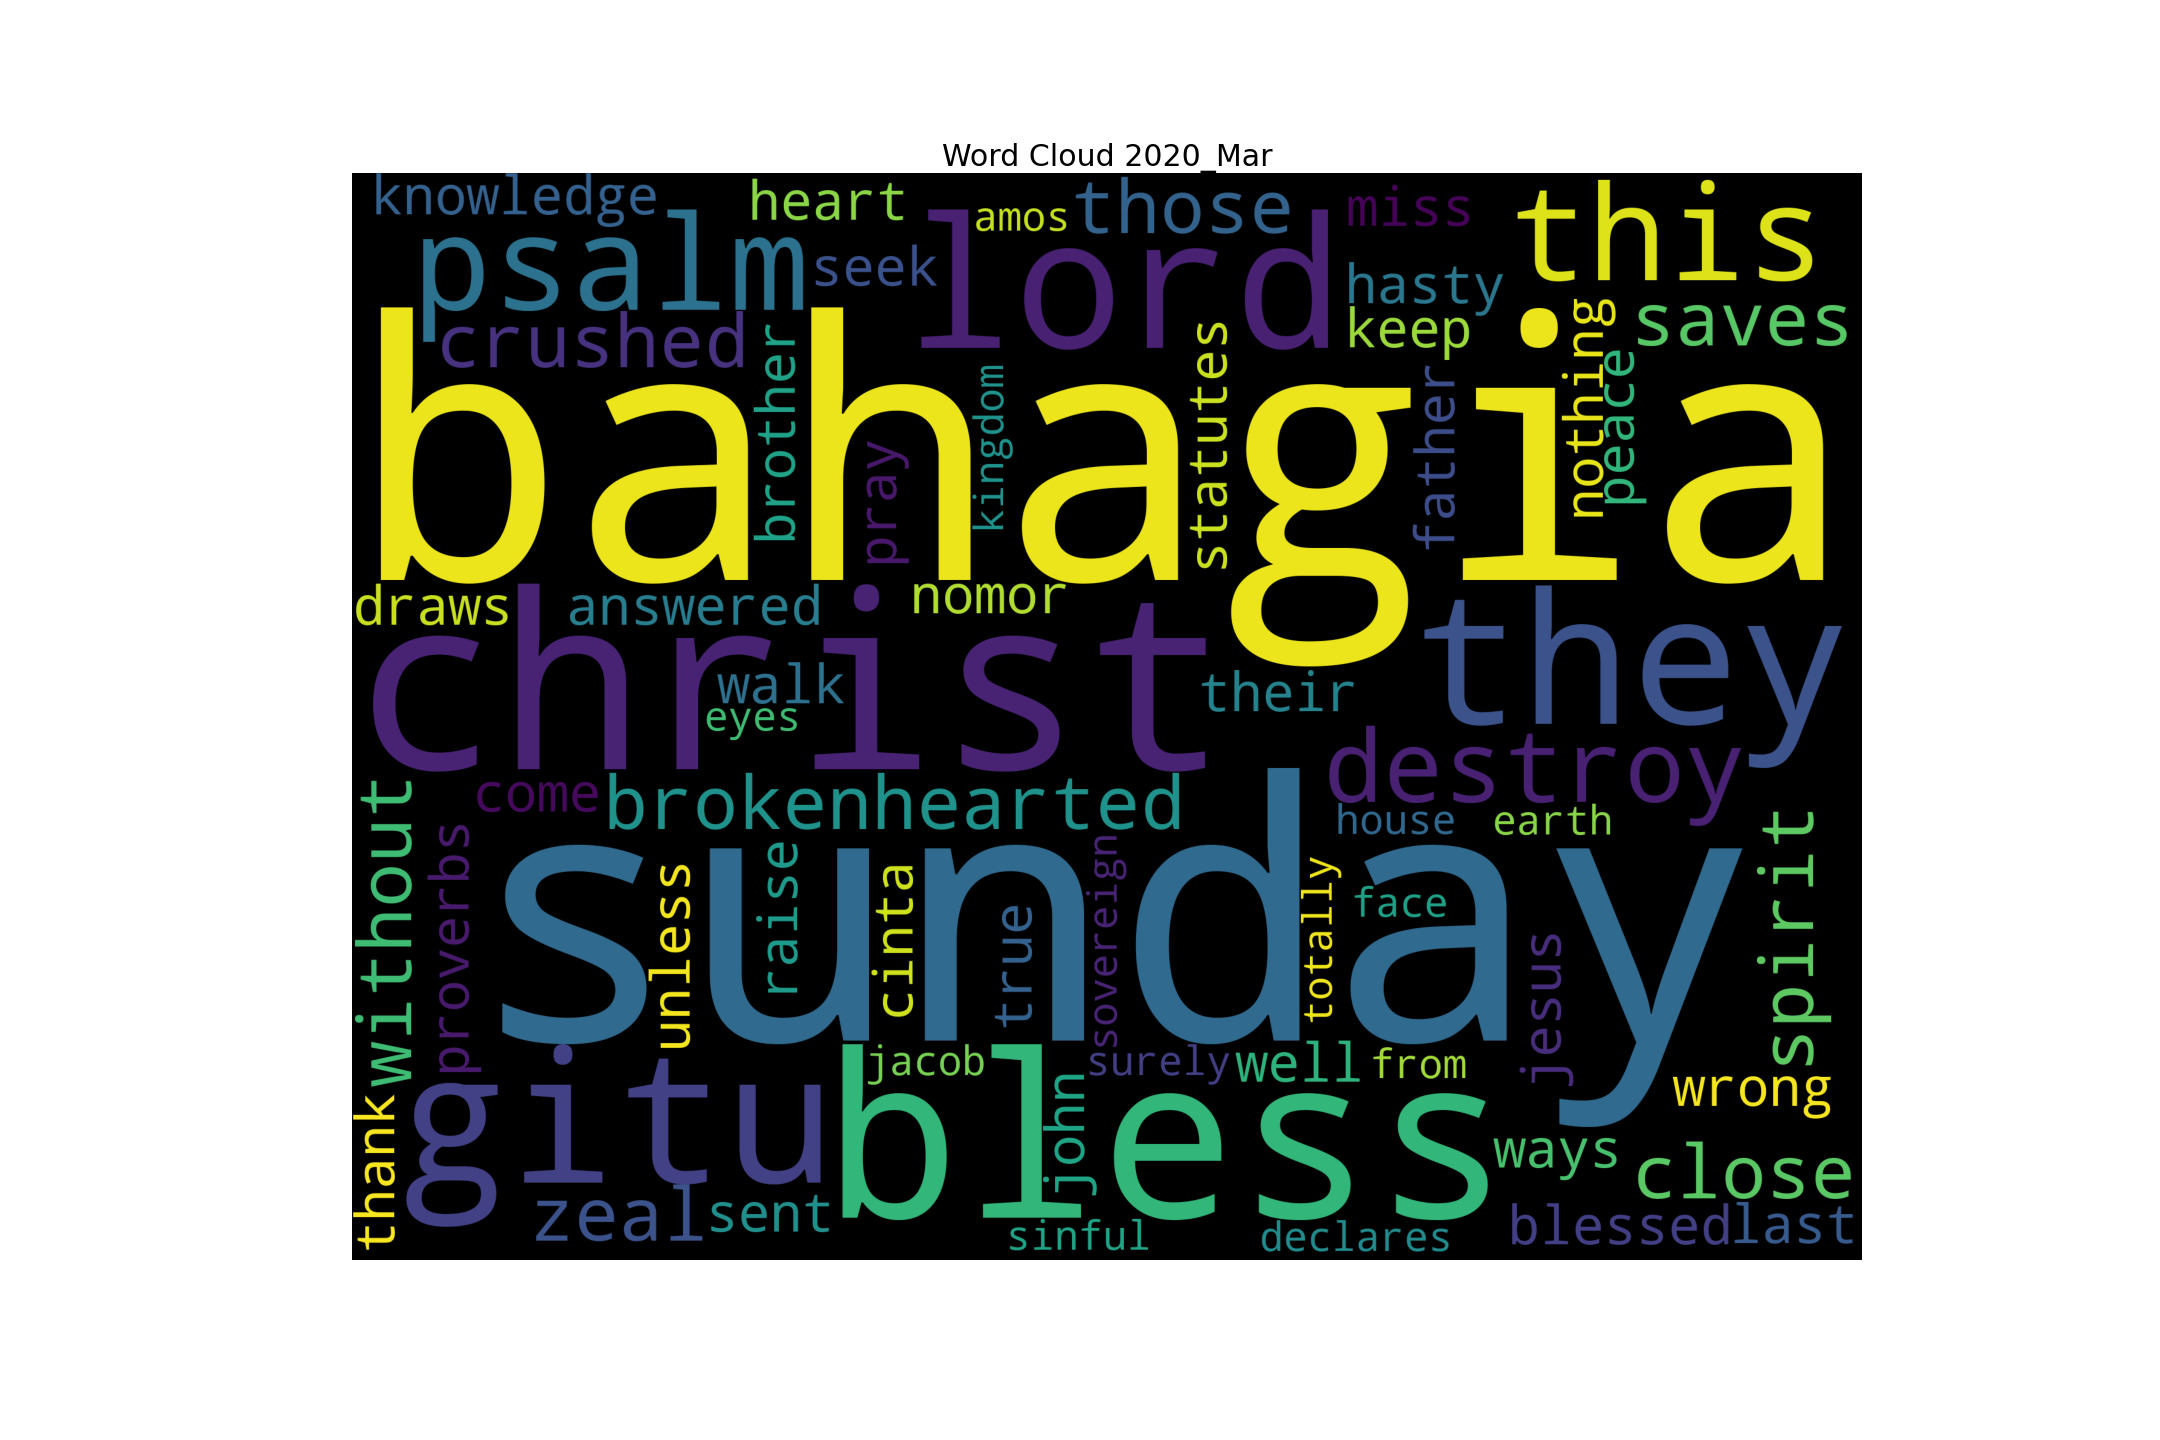 Word Cloud 2020_Mar
knowledge
heart
amos
those
miss
this
psalm
seek
lord
hasty
crushed
keep
nothing
saves
bahagia
brother
kingdom
statutes
father
peace
pray
draws
answered
nomor
they
christ
walk
eyes
their
destroy
come
brokenhearted
house
earth
without
proverbs
sunday
unless
raise
cinta
true
sovereign
totally
face
jesus
spirit
gitu
bless
jacob
surely
well
from
wrong
thank
john
ways
close
zeal
sent
sinful
declares
blessed
last